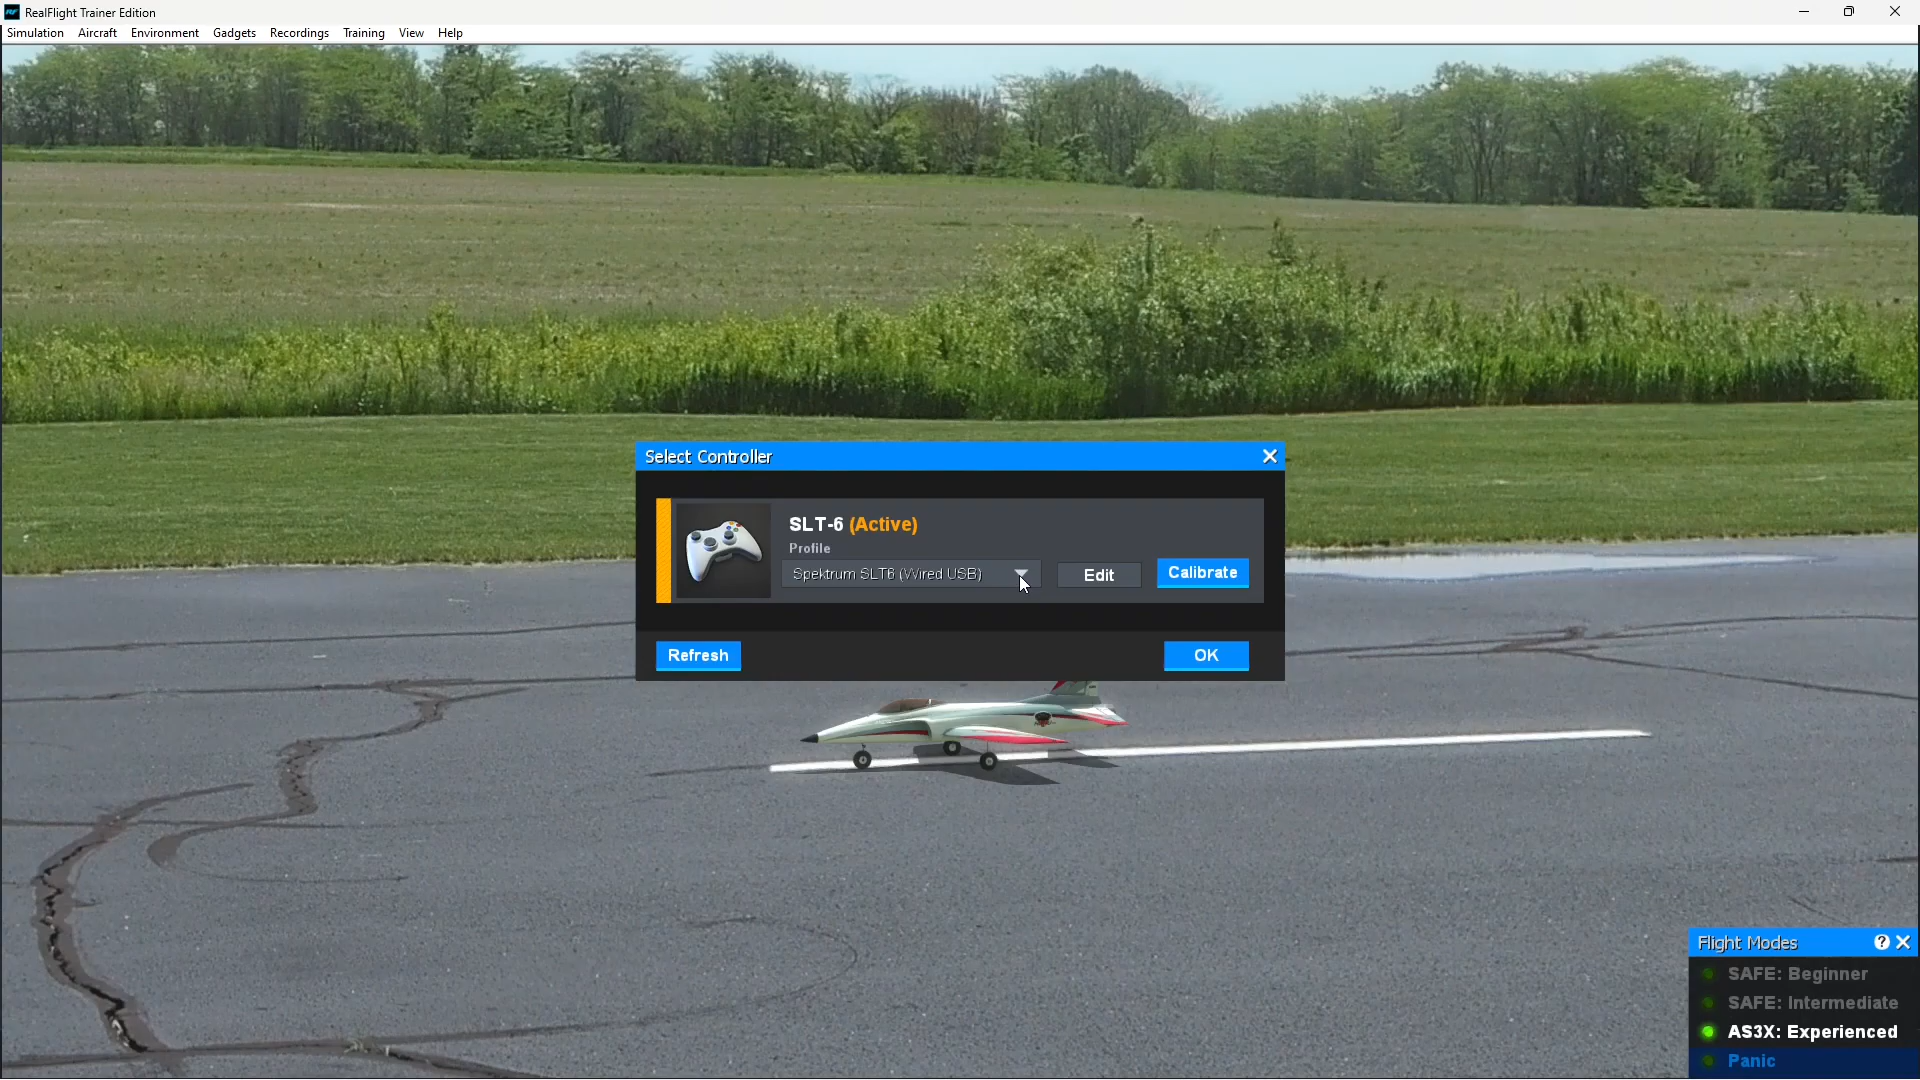 RealFlight Trainer Edition
Simulation Aircraft Environment Gadgets Recordings Training View Help
Select Controller
SLT-6 (Active)
Profile
Spektrum SLT6 (Wired USB)
Edit
Calibrate
Refresh
OK
Flight Modes
SAFE: Beginner
SAFE: Intermediate
AS3X: Experienced
Panic